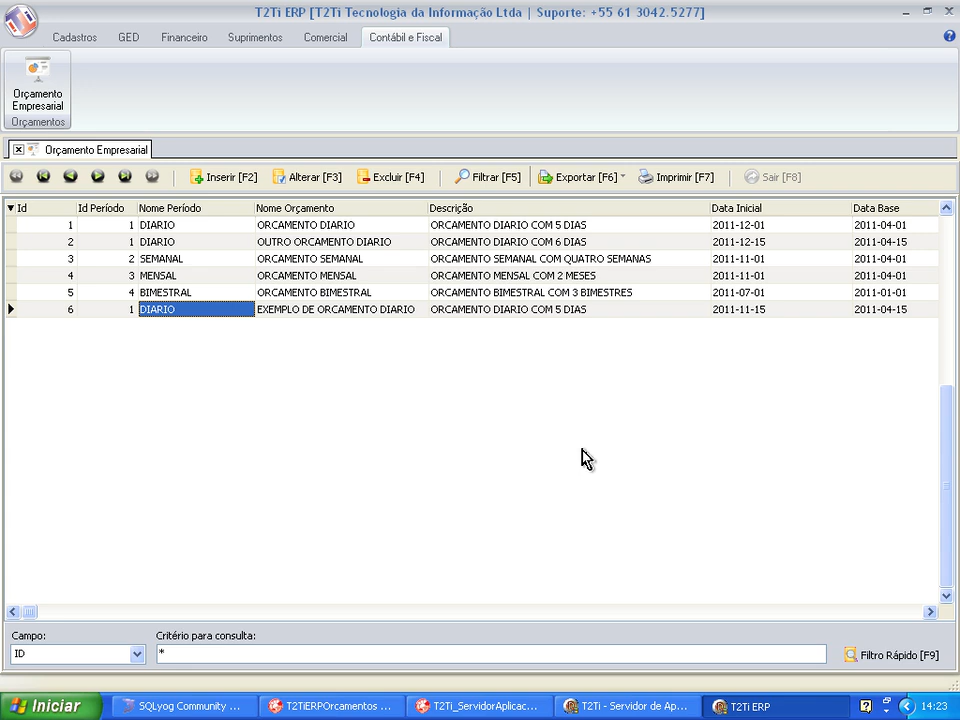 T2Ti ERP [T2Ti Tecnologia da Informação Ltda | Suporte: +55 61 3042.5277]
Cadastros GED Financeiro Suprimentos Comercial Contábil e Fiscal
Orçamento
Empresarial
Orçamentos
Orçamento Empresarial
Inserir [F2] Alterar [F3] Excluir [F4] Filtrar [F5] Exportar [F6] Imprimir [F7] Sair [F8]
Id Id Período Nome Período Nome Orçamento Descrição Data Inicial Data Base
1 1 DIARIO ORCAMENTO DIARIO ORCAMENTO DIARIO COM 5 DIAS 2011-12-01 2011-04-01
2 1 DIARIO OUTRO ORCAMENTO DIARIO ORCAMENTO DIARIO COM 6 DIAS 2011-12-15 2011-04-15
3 2 SEMANAL ORCAMENTO SEMANAL ORCAMENTO SEMANAL COM QUATRO SEMANAS 2011-11-01 2011-04-01
4 3 MENSAL ORCAMENTO MENSAL ORCAMENTO MENSAL COM 2 MESES 2011-11-01 2011-04-01
5 4 BIMESTRAL ORCAMENTO BIMESTRAL ORCAMENTO BIMESTRAL COM 3 BIMESTRES 2011-07-01 2011-01-01
6 1 DIARIO EXEMPLO DE ORCAMENTO DIARIO ORCAMENTO DIARIO COM 5 DIAS 2011-11-15 2011-04-15
Campo: Critério para consulta:
ID * Filtro Rápido [F9]
Iniciar SQLyog Community ... T2TiERPOrcamentos ... T2Ti_ServidorAplicac... T2Ti - Servidor de Ap... T2Ti ERP 14:23